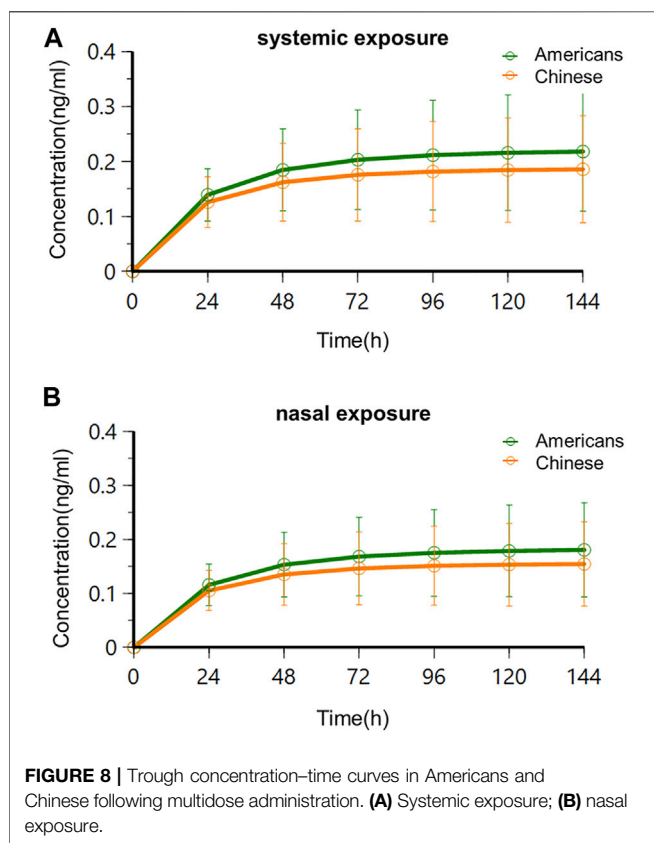 A
systemic exposure
Americans
Chinese
Concentration(ng/ml)
0.4
0.3
0.2
0.1
0
0 24 48 72 96 120 144
Time(h)
B
nasal exposure
Americans
Chinese
Concentration(ng/ml)
0.4
0.3
0.2
0.1
0
0 24 48 72 96 120 144
Time(h)
FIGURE 8 | Trough concentration–time curves in Americans and
Chinese following multidose administration. (A) Systemic exposure; (B) nasal
exposure.